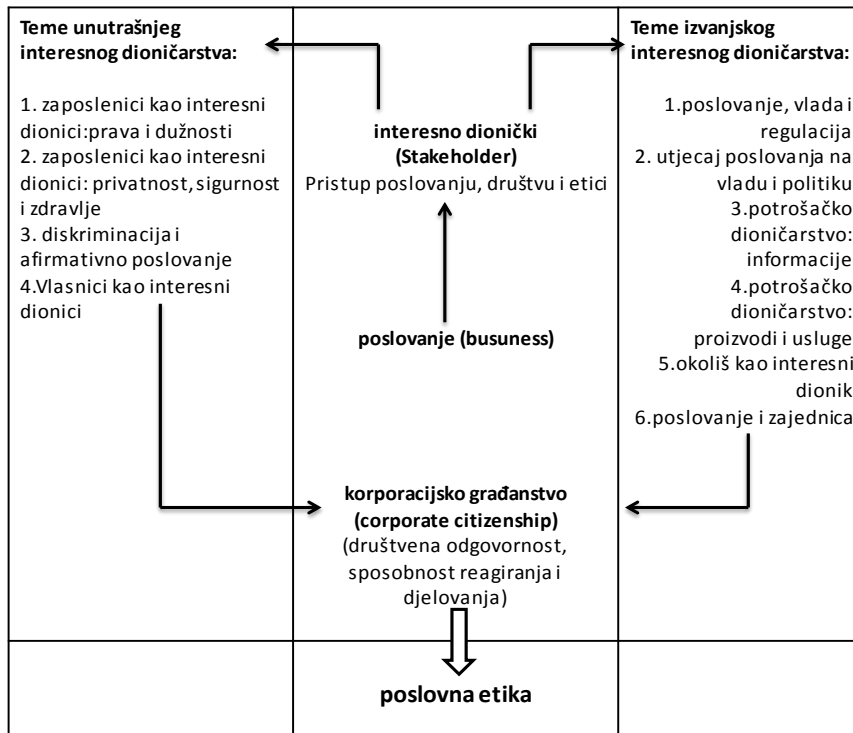 Teme unutrašnjeg
interesnog dioničarstva:
1. zaposlenici kao interesni
dionici:prava i dužnosti
2. zaposlenici kao interesni
dionici: privatnost, sigurnost
i zdravlje
3. diskriminacija i
afirmativno poslovanje
4.Vlasnici kao interesni
dionici
interesno dionički
(Stakeholder)
Pristup poslovanju, društvu i etici
poslovanje (busuness)
korporacijsko građanstvo
(corporate citizenship)
(društvena odgovornost,
sposobnost reagiranja i
djelovanja)
poslovna etika
Teme izvanjskog
interesnog dioničarstva:
1.poslovanje, vlada i
regulacija
2. utjecaj poslovanja na
vladu i politiku
3.potrošačko
dioničarstvo:
informacije
4.potrošačko
dioničarstvo:
proizvodi i usluge
5.okoliš kao interesni
dionik
6.poslovanje i zajednica